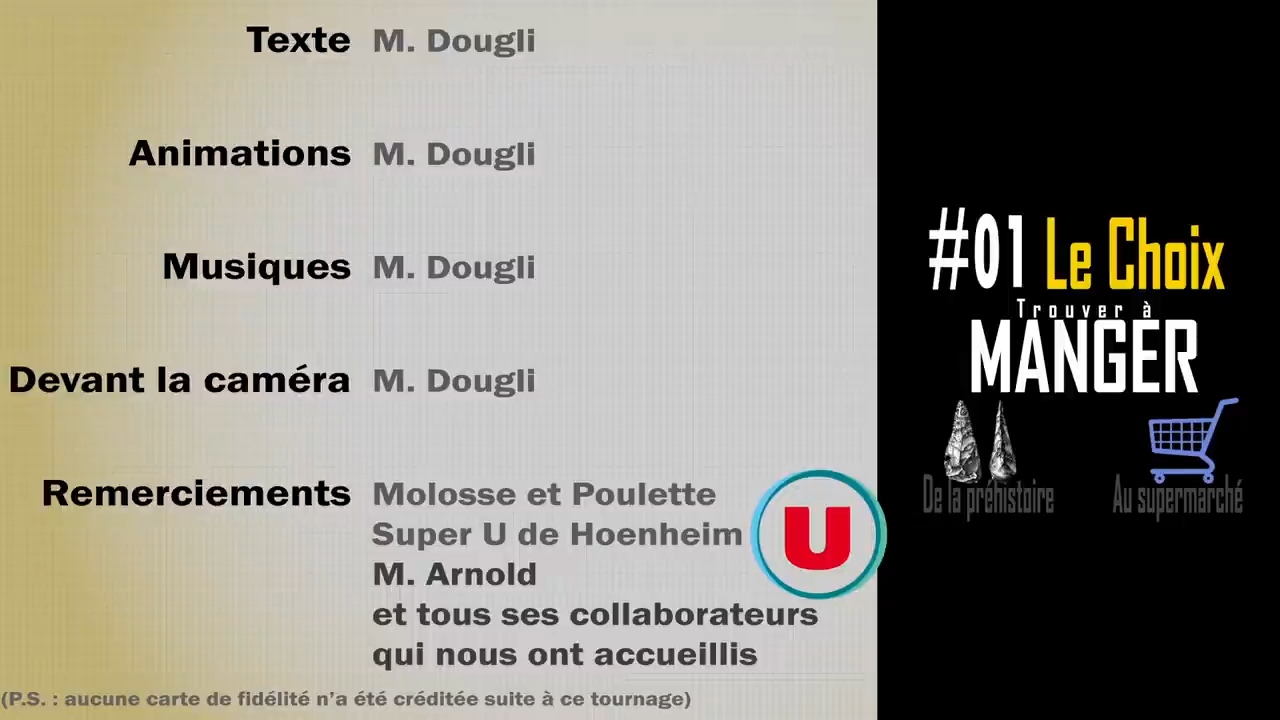 Texte M. Dougli
Animations M. Dougli
Musiques M. Dougli
Devant la caméra M. Dougli
Remerciements Molosse et Poulette
Super U de Hoenheim
M. Arnold
et tous ses collaborateurs
qui nous ont accueillis
(P.S. : aucune carte de fidélité n’a été créditée suite à ce tournage)
U
#01 Le Choix
Trouver à
MANGER
De la préhistoire
Au supermarché